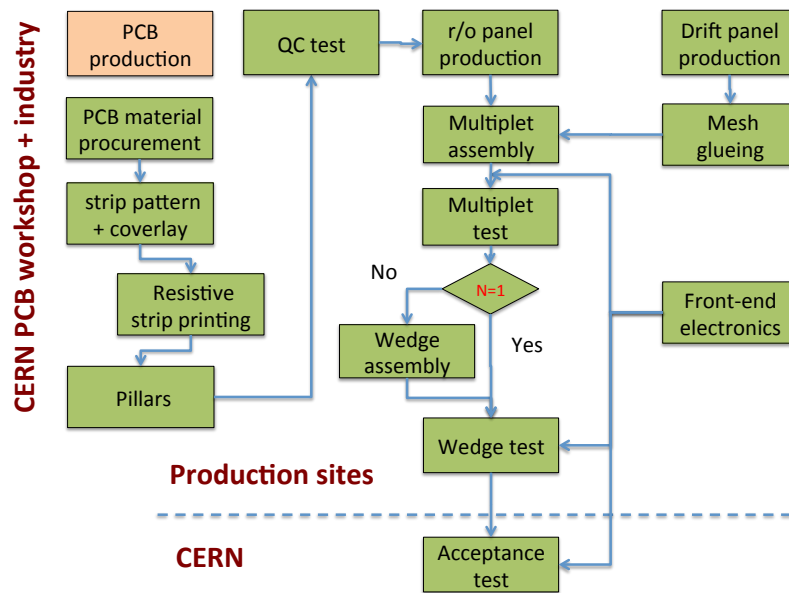 CERN PCB workshop + industry
PCB
production
PCB material
procurement
strip pattern
+ coverlay
Resistive
strip printing
Pillars
QC test
r/o panel
production
Drift panel
production
Multiplet
assembly
Mesh
glueing
Multiplet
test
No
N=1
Front-end
electronics
Wedge
assembly
Yes
Wedge test
Production sites
CERN
Acceptance
test